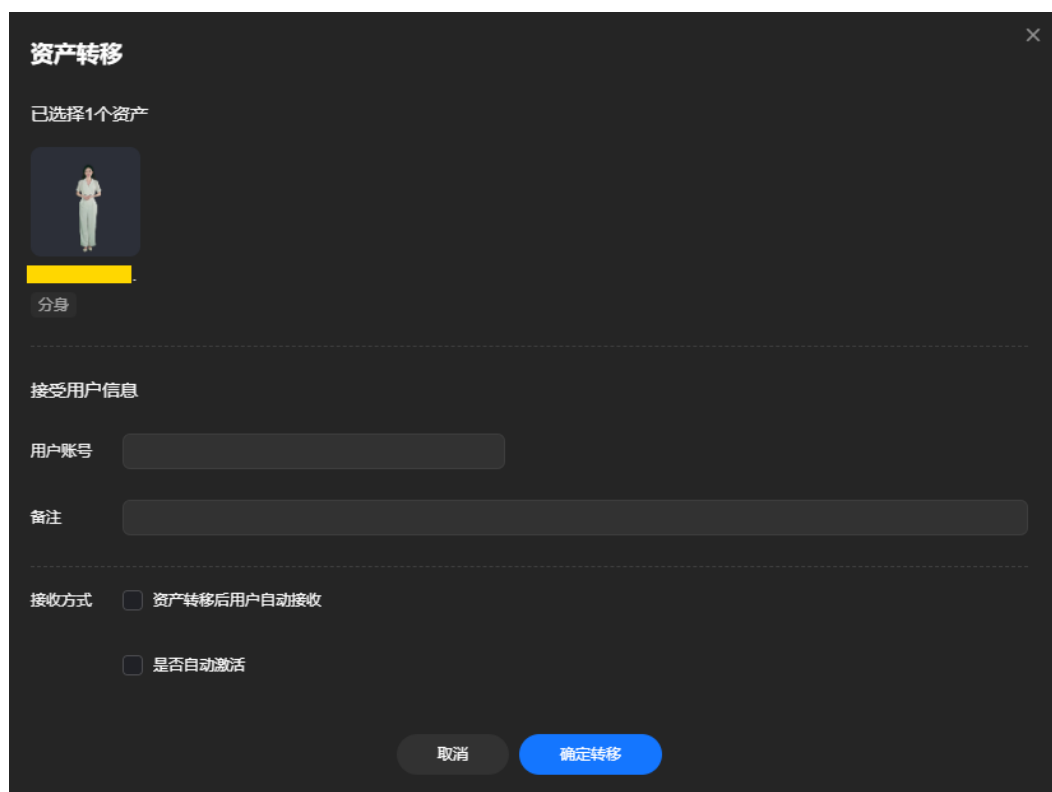 资产转移
已选择1个资产
分身
接受用户信息
用户账号
备注
接收方式 资产转移后用户自动接收
是否自动激活
取消 确定转移